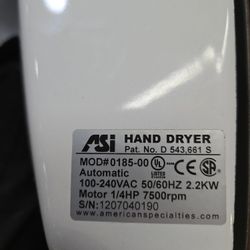 ASI HAND DRYER
Pat. No. D 543,661 S
MOD# 0185-00
Automatic
100-240VAC 50/60HZ 2.2KW
Motor 1/4HP 7500rpm
S/N:1207040190
www.americanspecialties.com